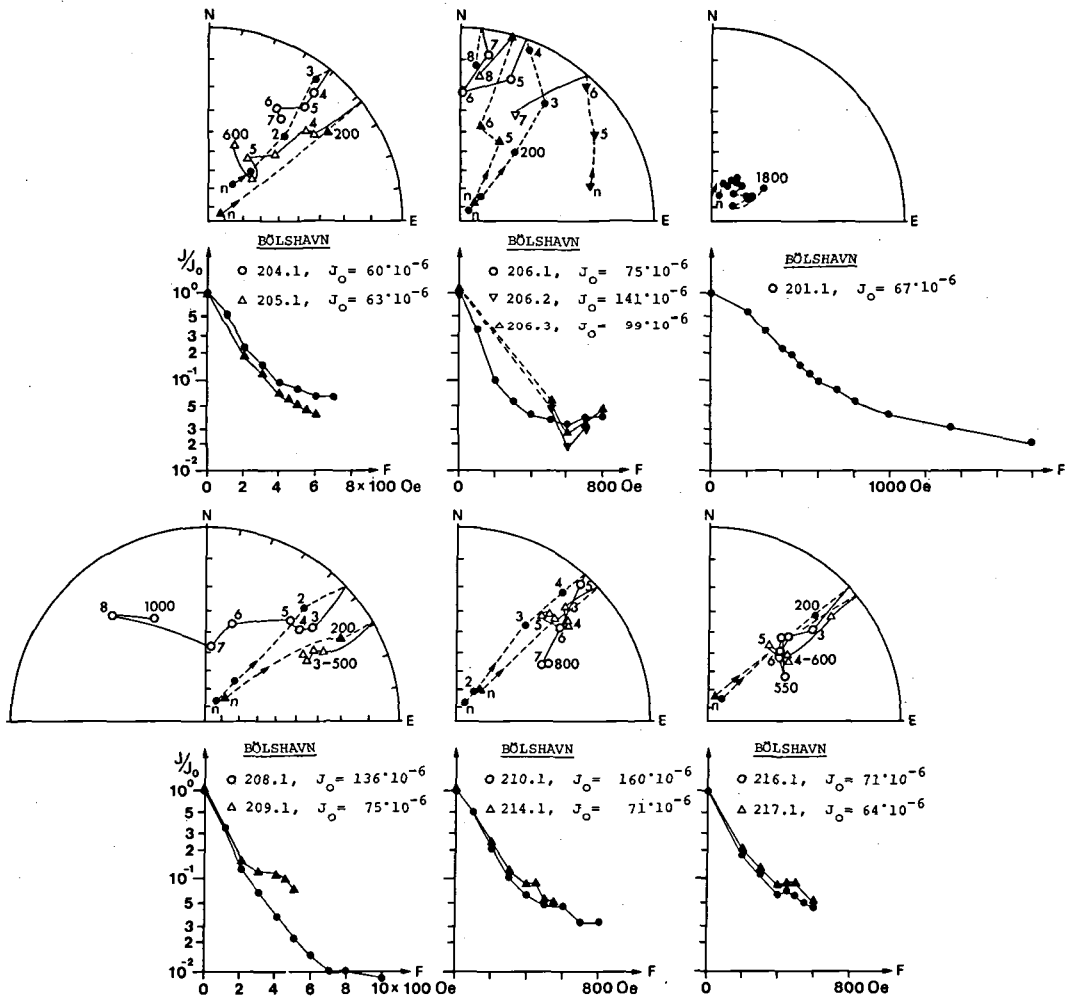 N
N
N
3
4
6
5
7
2
4
600
5
200
n
n
E
7
4
8
8
5
6
3
6
7
6
5
5
200
n
n
E
1800
n
E
BÖLSHAVN
204.1, J₀= 60·10⁻⁶
205.1, J₀= 63·10⁻⁶
BÖLSHAVN
206.1, J₀= 75·10⁻⁶
206.2, J₀= 141·10⁻⁶
206.3, J₀= 99·10⁻⁶
BÖLSHAVN
201.1, J₀= 67·10⁻⁶
J/J₀
10⁰
5
3
2
10⁻¹
5
3
2
10⁻²
F
F
F
0 2 4 6 8×100 Oe
0 800 Oe
0 1000 Oe
N
N
N
8
1000
6
7
5
4
3
2
200
3-500
n
n
E
4
5
3
4
6
7
800
2
n
n
E
200
3
5
6
4-600
550
n
E
BÖLSHAVN
208.1, J₀= 136·10⁻⁶
209.1, J₀= 75·10⁻⁶
BÖLSHAVN
210.1, J₀= 160·10⁻⁶
214.1, J₀= 71·10⁻⁶
BÖLSHAVN
216.1, J₀= 71·10⁻⁶
217.1, J₀= 64·10⁻⁶
J/J₀
10⁰
5
3
2
10⁻¹
5
3
2
10⁻²
F
F
F
0 2 4 6 8 10×100 Oe
0 800 Oe
0 800 Oe